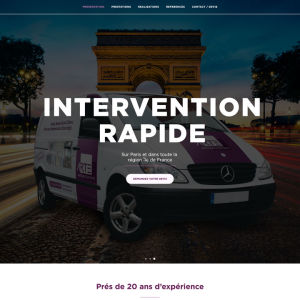 PRESENTATION PRESTATIONS REALISATIONS REFERENCES CONTACT / DEVIS
INTERVENTION
RAPIDE
Sur Paris et dans toute la
région Île de France
DEMANDEZ VOTRE DEVIS
Prés de 20 ans d'expérience